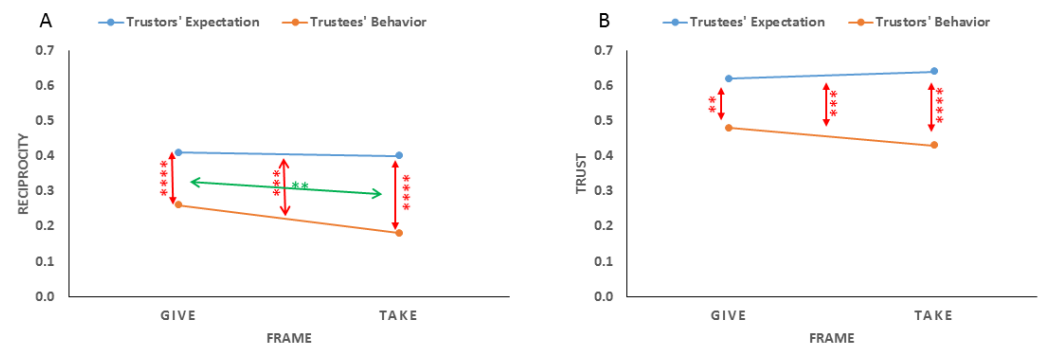 A
Trustors' Expectation
Trustees' Behavior
0.7
0.6
0.5
0.4
0.3
0.2
0.1
0.0
RECIPROCITY
****
***
**
****
GIVE
TAKE
FRAME
B
Trustees' Expectation
Trustors' Behavior
0.7
0.6
0.5
0.4
0.3
0.2
0.1
0.0
TRUST
**
***
****
GIVE
TAKE
FRAME